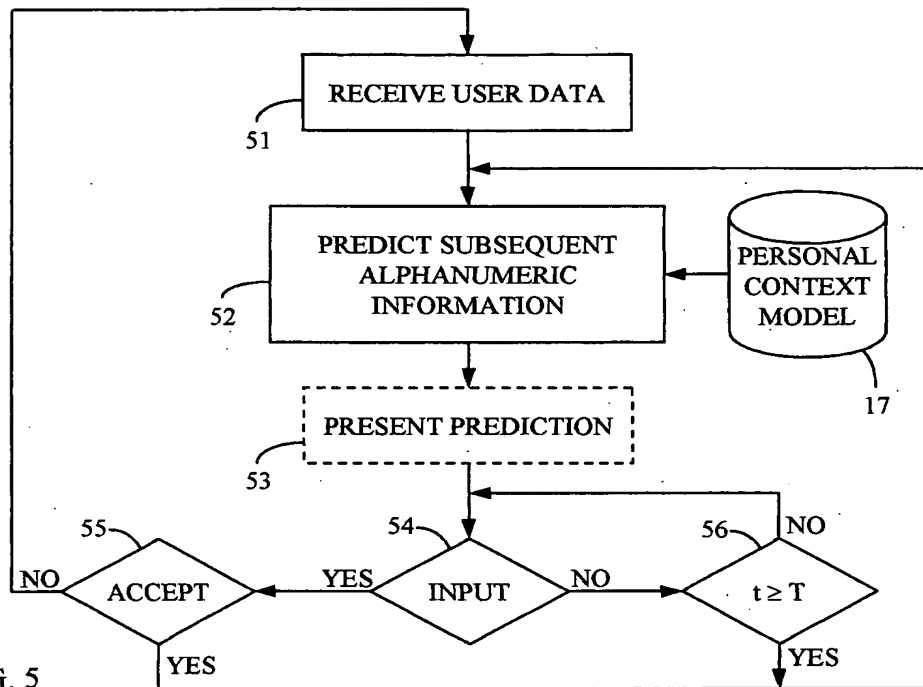 RECEIVE USER DATA
51
PREDICT SUBSEQUENT
ALPHANUMERIC
INFORMATION
52
PERSONAL
CONTEXT
MODEL
17
PRESENT PREDICTION
53
55
54
56
NO
NO
ACCEPT
YES
INPUT
NO
t ≥ T
YES
YES
5